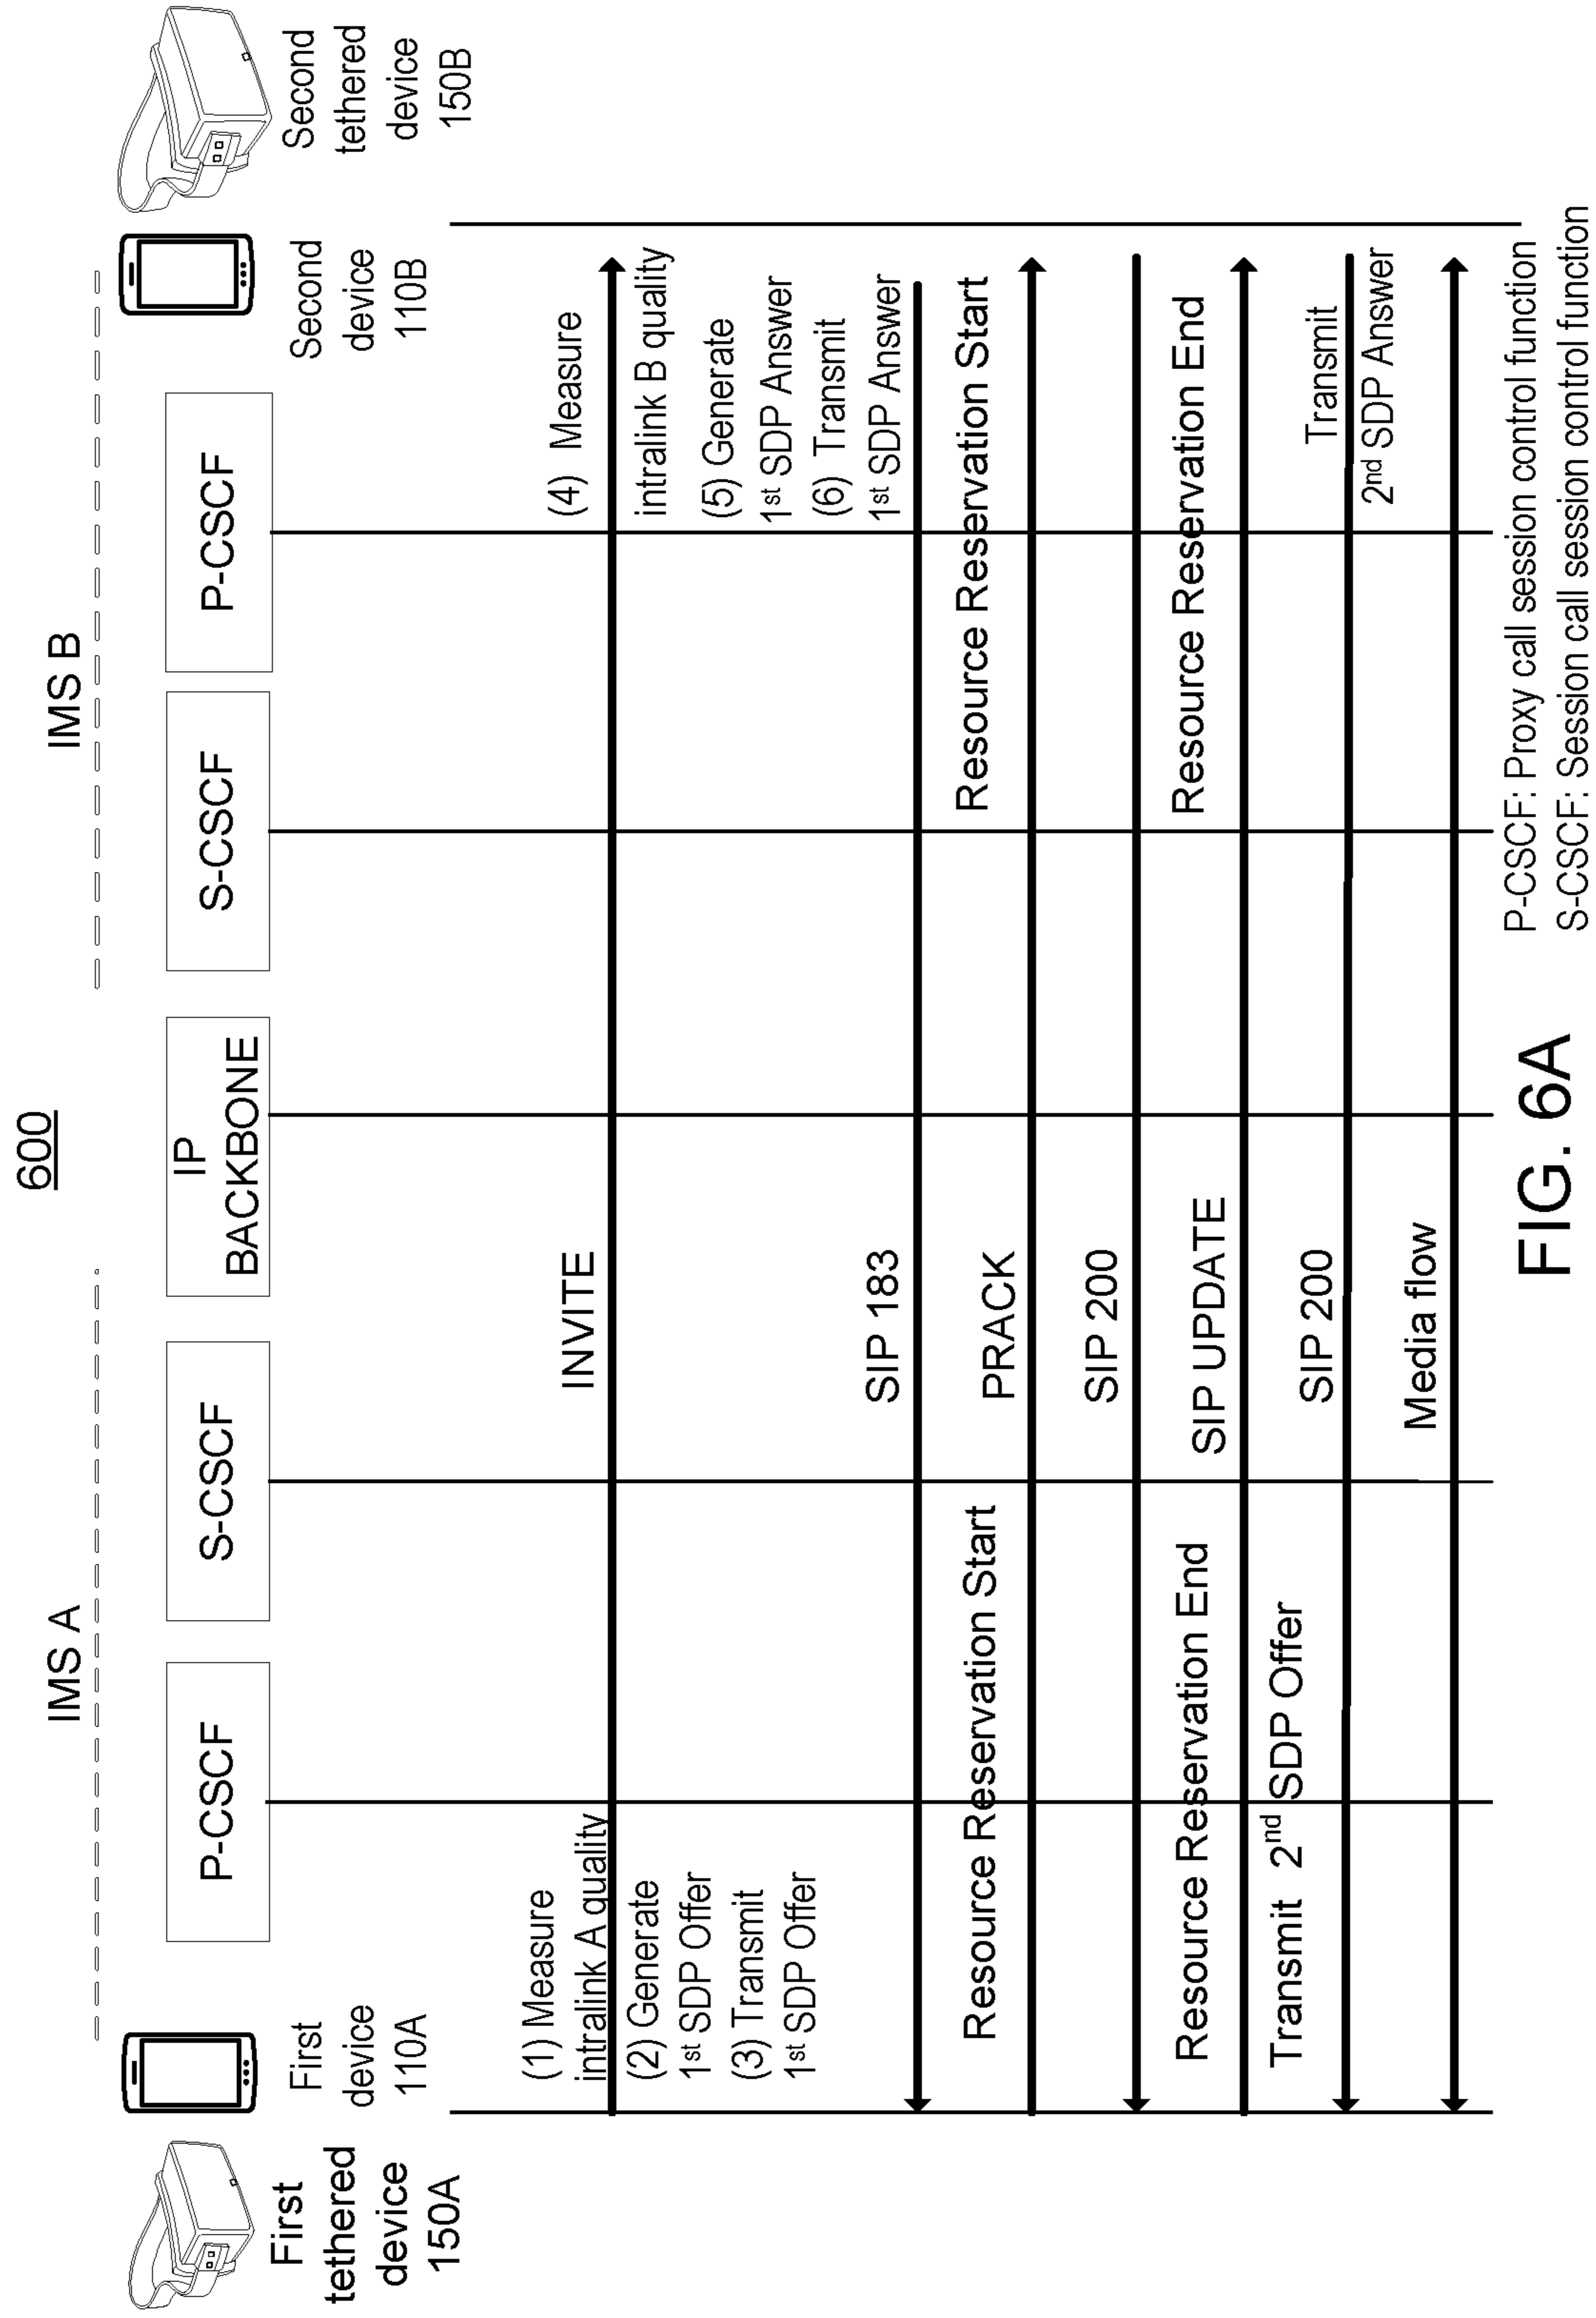 600
IMS A
IMS B
First
tethered
device
150A
First
device
110A
P-CSCF
S-CSCF
IP
BACKBONE
S-CSCF
P-CSCF
Second
device
110B
Second
tethered
device
150B
(1) Measure
intralink A quality
(2) Generate
1st SDP Offer
(3) Transmit
1st SDP Offer
INVITE
(4) Measure
intralink B quality
(5) Generate
1st SDP Answer
(6) Transmit
1st SDP Answer
SIP 183
Resource Reservation Start
PRACK
Resource Reservation Start
SIP 200
Resource Reservation End
SIP UPDATE
Resource Reservation End
Transmit 2nd SDP Offer
SIP 200
Transmit
2nd SDP Answer
Media flow
P-CSCF: Proxy call session control function
S-CSCF: Session call session control function
FIG. 6A